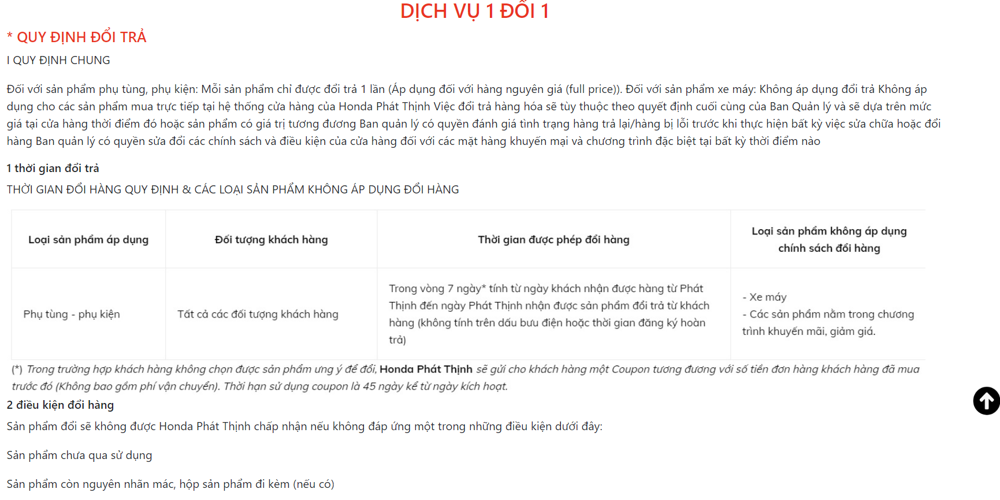 DỊCH VỤ 1 ĐỔI 1
* QUY ĐỊNH ĐỔI TRẢ
I QUY ĐỊNH CHUNG
Đối với sản phẩm phụ tùng, phụ kiện: Mỗi sản phẩm chỉ được đổi trả 1 lần (Áp dụng đối với hàng nguyên giá (full price)). Đối với sản phẩm xe máy: Không áp dụng đổi trả Không áp
dụng cho các sản phẩm mua trực tiếp tại hệ thống cửa hàng của Honda Phát Thịnh Việc đổi trả hàng hóa sẽ tùy thuộc theo quyết định cuối cùng của Ban Quản lý và sẽ dựa trên mức
giá tại cửa hàng thời điểm đó hoặc sản phẩm có giá trị tương đương Ban quản lý có quyền đánh giá tình trạng hàng trả lại/hàng bị lỗi trước khi thực hiện bất kỳ việc sửa chữa hoặc đổi
hàng Ban quản lý có quyền sửa đổi các chính sách và điều kiện của cửa hàng đối với các mặt hàng khuyến mại và chương trình đặc biệt tại bất kỳ thời điểm nào
1 thời gian đổi trả
THỜI GIAN ĐỔI HÀNG QUY ĐỊNH & CÁC LOẠI SẢN PHẨM KHÔNG ÁP DỤNG ĐỔI HÀNG
Loại sản phẩm áp dụng
Đối tượng khách hàng
Thời gian được phép đổi hàng
Loại sản phẩm không áp dụng
chính sách đổi hàng
Phụ tùng - phụ kiện
Tất cả các đối tượng khách hàng
Trong vòng 7 ngày* tính từ ngày khách nhận được hàng từ Phát
Thịnh đến ngày Phát Thịnh nhận được sản phẩm đổi trả từ khách
hàng (không tính trên dấu bưu điện hoặc thời gian đăng ký hoàn
trả)
- Xe máy
- Các sản phẩm nằm trong chương
trình khuyến mãi, giảm giá.
(*) Trong trường hợp khách hàng không chọn được sản phẩm ưng ý để đổi, Honda Phát Thịnh sẽ gửi cho khách hàng một Coupon tương đương với số tiền đơn hàng khách hàng đã mua
trước đó (Không bao gồm phí vận chuyển). Thời hạn sử dụng coupon là 45 ngày kể từ ngày kích hoạt.
2 điều kiện đổi hàng
Sản phẩm đổi sẽ không được Honda Phát Thịnh chấp nhận nếu không đáp ứng một trong những điều kiện dưới đây:
Sản phẩm chưa qua sử dụng
Sản phẩm còn nguyên nhãn mác, hộp sản phẩm đi kèm (nếu có)